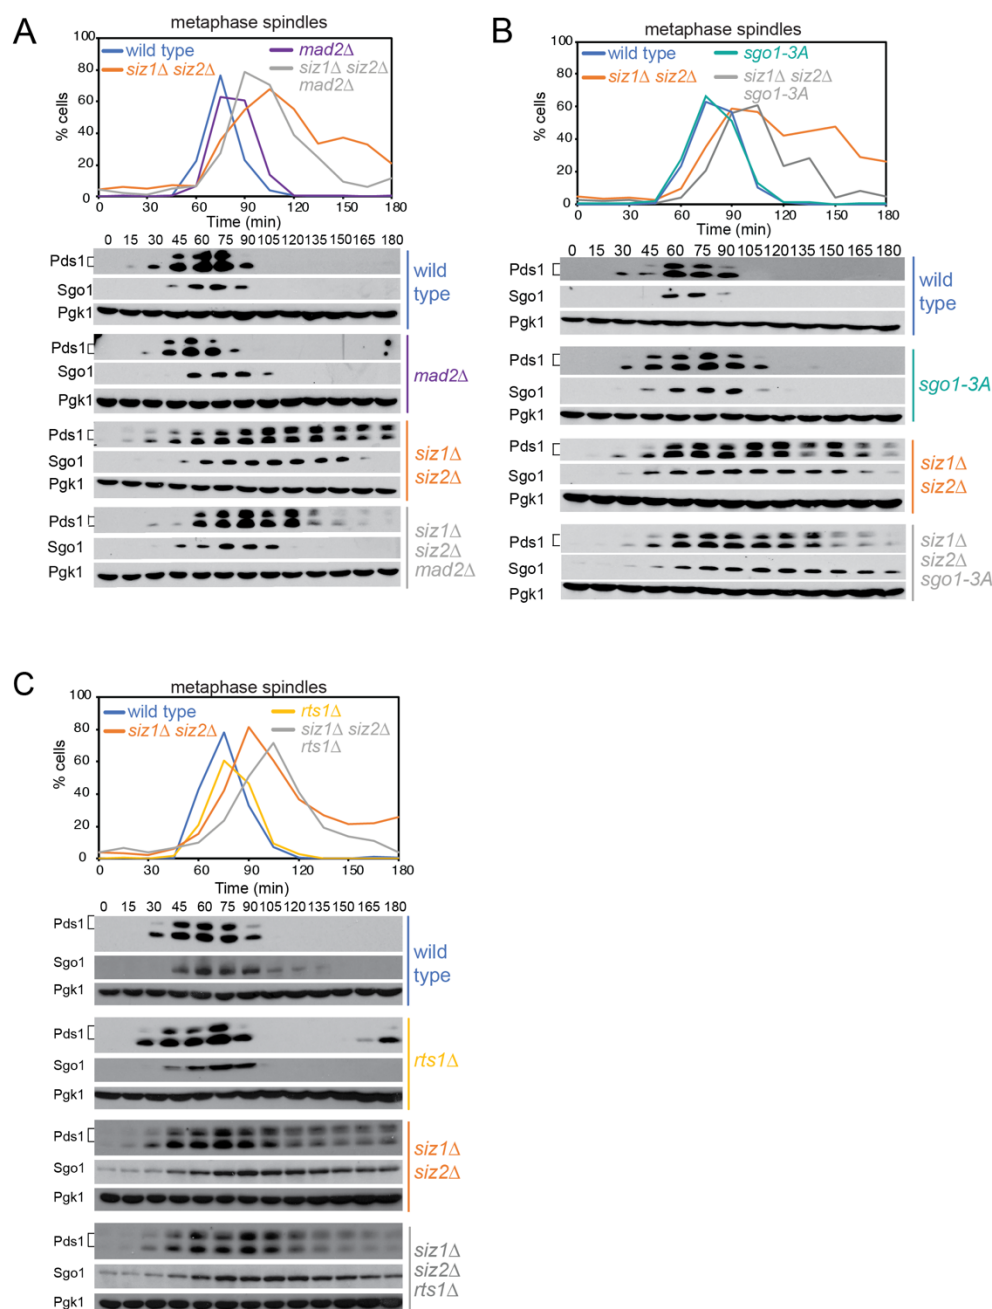 A
metaphase spindles
100
80
60
40
20
0
% cells
wild type
mad2Δ
siz1Δ siz2Δ
siz1Δ siz2Δ
mad2Δ
0 30 60 90 120 150 180
Time (min)
0 15 30 45 60 75 90 105 120 135 150 165 180
Pds1
Sgo1
Pgk1
wild
type
Pds1
Sgo1
Pgk1
mad2Δ
Pds1
Sgo1
Pgk1
siz1Δ
siz2Δ
Pds1
Sgo1
Pgk1
siz1Δ
siz2Δ
mad2Δ
B
metaphase spindles
100
80
60
40
20
0
% cells
wild type
sgo1-3A
siz1Δ siz2Δ
siz1Δ siz2Δ
sgo1-3A
0 30 60 90 120 150 180
Time (min)
0 15 30 45 60 75 90 105 120 135 150 165 180
Pds1
Sgo1
Pgk1
wild
type
Pds1
Sgo1
Pgk1
sgo1-3A
Pds1
Sgo1
Pgk1
siz1Δ
siz2Δ
Pds1
Sgo1
Pgk1
siz1Δ
siz2Δ
sgo1-3A
C
metaphase spindles
100
80
60
40
20
0
% cells
wild type
rts1Δ
siz1Δ siz2Δ
siz1Δ siz2Δ
rts1Δ
0 30 60 90 120 150 180
Time (min)
0 15 30 45 60 75 90 105 120 135 150 165 180
Pds1
Sgo1
Pgk1
wild
type
Pds1
Sgo1
Pgk1
rts1Δ
Pds1
Sgo1
Pgk1
siz1Δ
siz2Δ
Pds1
Sgo1
Pgk1
siz1Δ
siz2Δ
rts1Δ